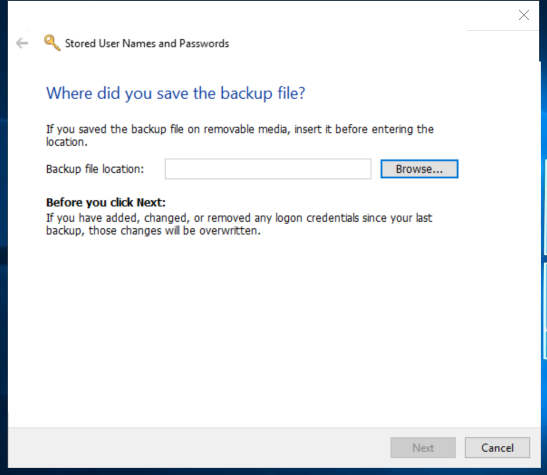 Stored User Names and Passwords
Where did you save the backup file?
If you saved the backup file on removable media, insert it before entering the
location.
Backup file location:
Browse...
Before you click Next:
If you have added, changed, or removed any logon credentials since your last
backup, those changes will be overwritten.
Next
Cancel